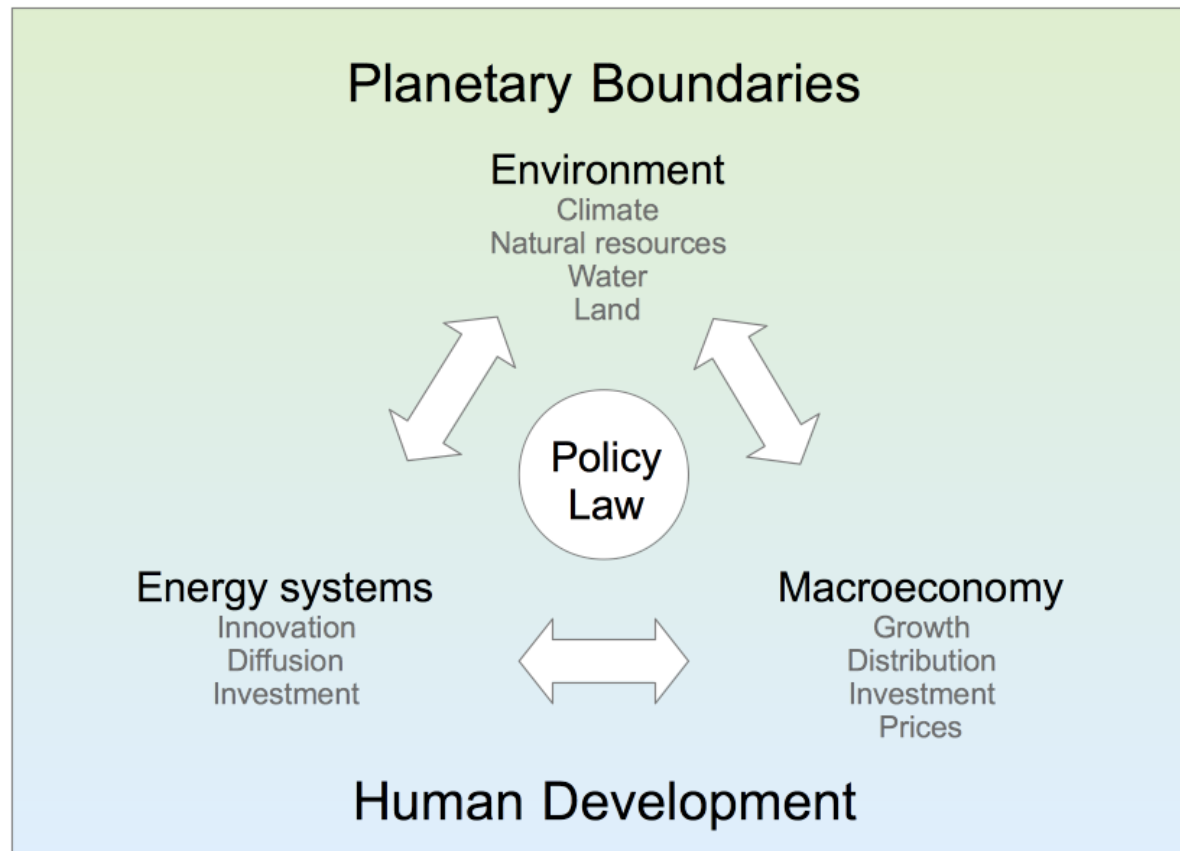 Planetary Boundaries
Environment
Climate
Natural resources
Water
Land
Policy
Law
Energy systems
Innovation
Diffusion
Investment
Macroeconomy
Growth
Distribution
Investment
Prices
Human Development